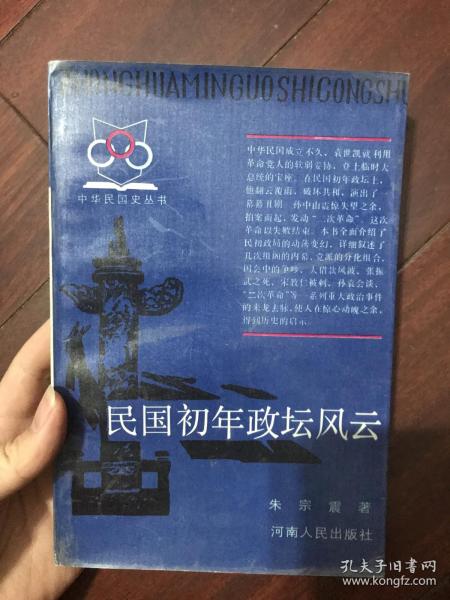 ZHONGHUAMINGUOSHICONGSHU
中华民国史丛书
中华民国成立不久，袁世凯就利用
革命党人的软弱妥协，登上临时大
总统的宝座。在民国初年政坛上，
他翻云覆雨，破坏共和，演出了一
幕幕丑剧。孙中山震惊失望之余，
拍案而起，发动“二次革命”。这次
革命以失败结束。本书全面介绍了
民初政局的动荡变幻，详细叙述了
几次组阁的内幕，党派的分化组合，
国会中的争吵，大借款风波，张振
武之死，宋教仁被刺，孙袁会谈，
“二次革命”等一系列重大政治事件
的来龙去脉，使人在惊心动魄之余，
得到历史的启示。
民国初年政坛风云
朱宗震著
河南人民出版社
孔夫子旧书网
www.kongfz.com